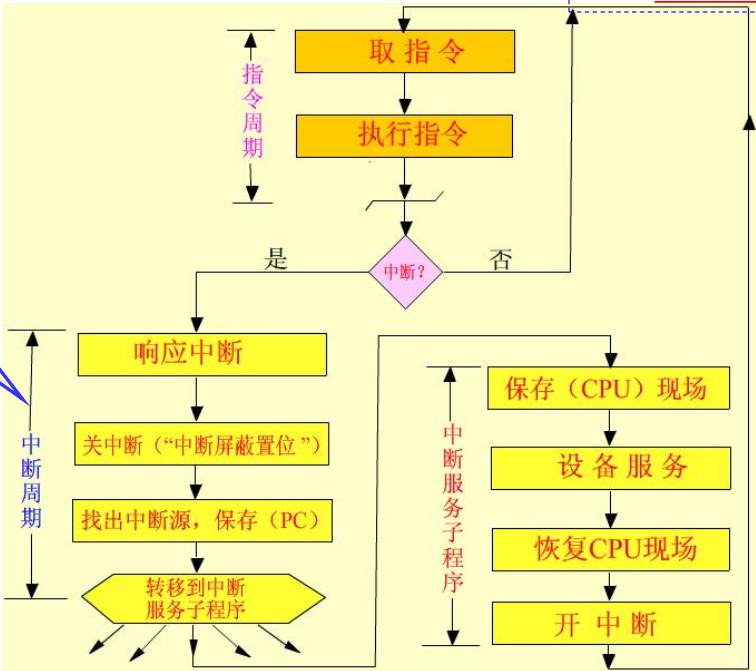 取 指 令
执行指令
指令周期
中断?
是
否
响应中断
关中断（“中断屏蔽置位”）
找出中断源，保存（PC）
转移到中断
服务子程序
中断周期
保存（CPU）现场
设 备 服 务
恢复CPU现场
开 中 断
中断服务子程序